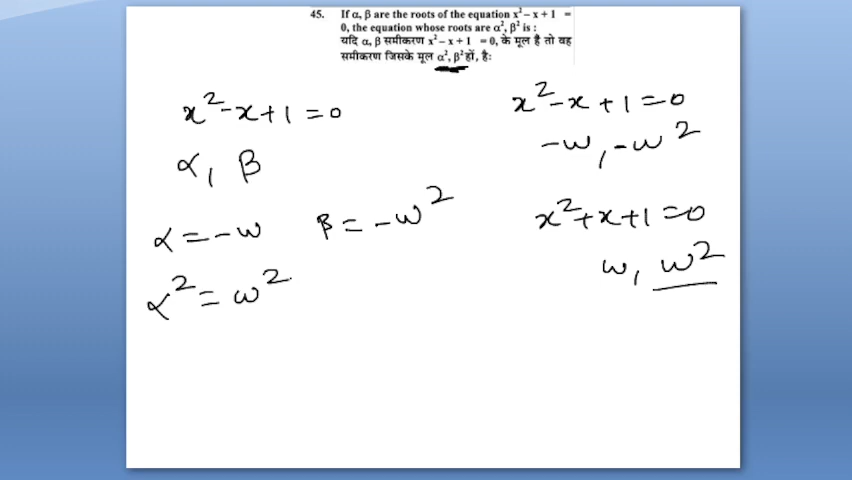 45. If α, β are the roots of the equation x² – x + 1 =
0, the equation whose roots are α², β² is :
यदि α, β समीकरण x² – x + 1 = 0, के मूल है तो वह
समीकरण जिसके मूल α², β² हों, है:
x² - x + 1 = 0
α, β
α = -ω β = -ω²
α² = ω²
x² - x + 1 = 0
-ω, -ω²
x² + x + 1 = 0
ω, ω²